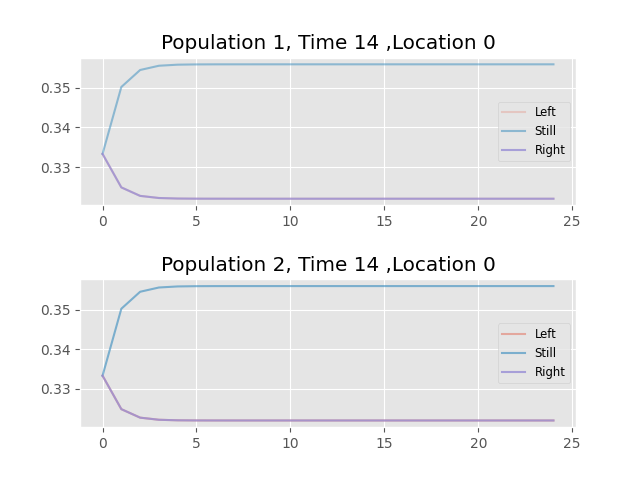 Population 1, Time 14 ,Location 0
0.35
0.34
0.33
Left
Still
Right
0 5 10 15 20 25
Population 2, Time 14 ,Location 0
0.35
0.34
0.33
Left
Still
Right
0 5 10 15 20 25